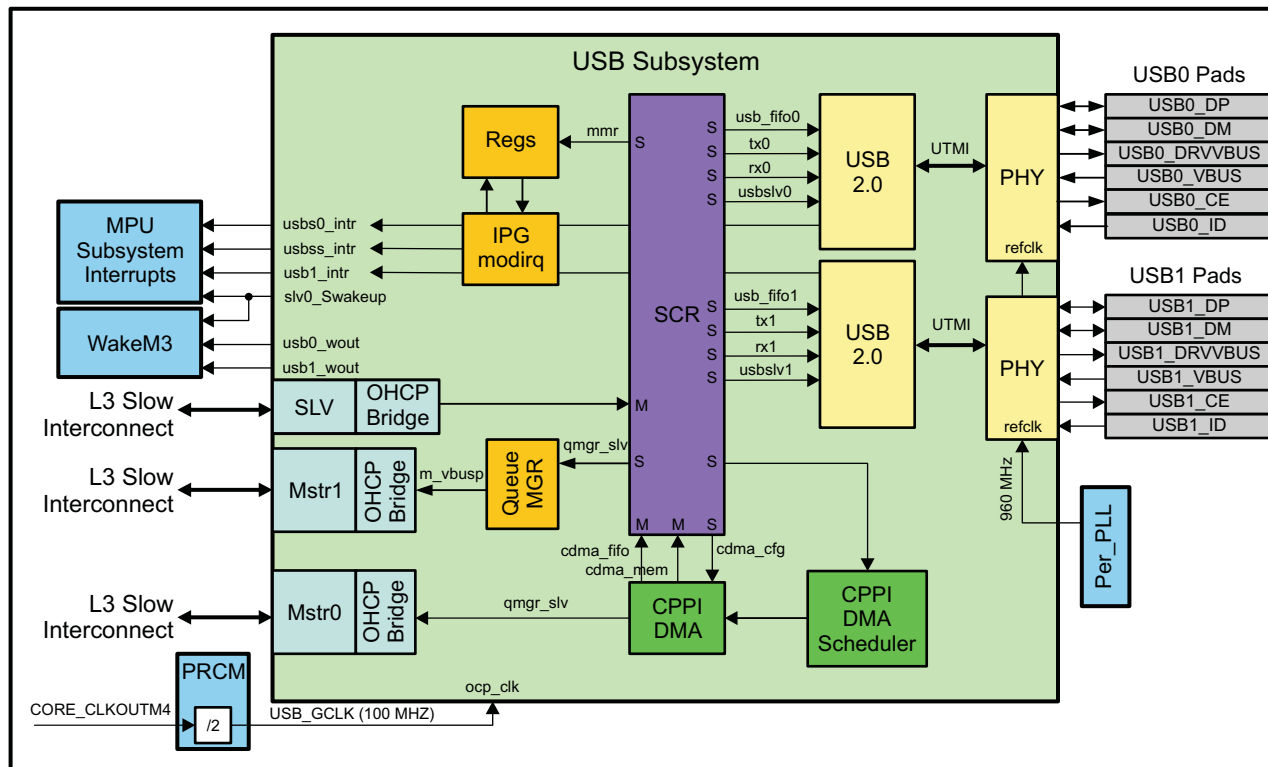 USB Subsystem
USB0 Pads
USB0_DP
USB0_DM
USB0_DRVVBUS
USB0_VBUS
USB0_CE
USB0_ID
USB1 Pads
USB1_DP
USB1_DM
USB1_DRVVBUS
USB1_VBUS
USB1_CE
USB1_ID
Regs
mmr
S
IPG
modirq
MPU
Subsystem
Interrupts
WakeM3
usbs0_intr
usbss_intr
usb1_intr
slv0_Swakeup
usb0_wout
usb1_wout
SCR
S
usb_fifo0
S
tx0
S
rx0
S
usbslv0
USB
2.0
UTMI
PHY
refclk
S
usb_fifo1
S
tx1
S
rx1
S
usbslv1
USB
2.0
UTMI
PHY
refclk
960 MHz
Per_PLL
L3 Slow
Interconnect
SLV
OHCP
Bridge
M
L3 Slow
Interconnect
Mstr1
OHCP
Bridge
m_vbusp
Queue
MGR
qmgr_slv
S
S
M
M
S
cdma_fifo
cdma_mem
cdma_cfg
L3 Slow
Interconnect
Mstr0
OHCP
Bridge
qmgr_slv
CPPI
DMA
CPPI
DMA
Scheduler
PRCM
CORE_CLKOUTM4
/2
USB_GCLK (100 MHZ)
ocp_clk